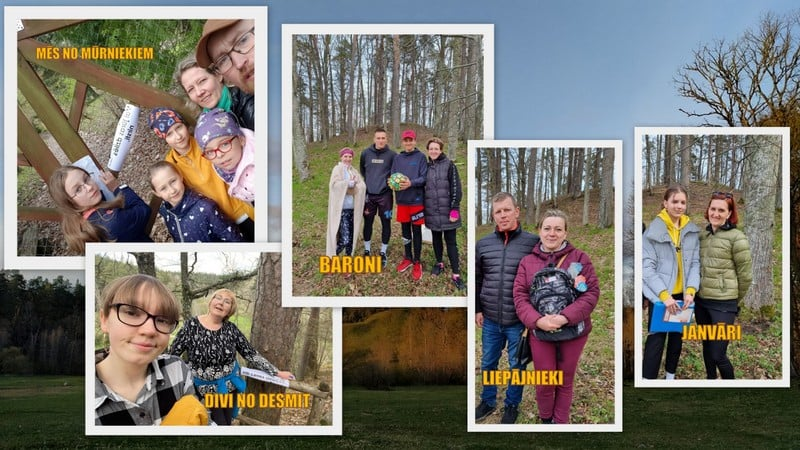 MĒS NO MŪRNIEKIEM
BARONI
LIEPĀJNIEKI
JANVĀRI
DIVI NO DESMIT